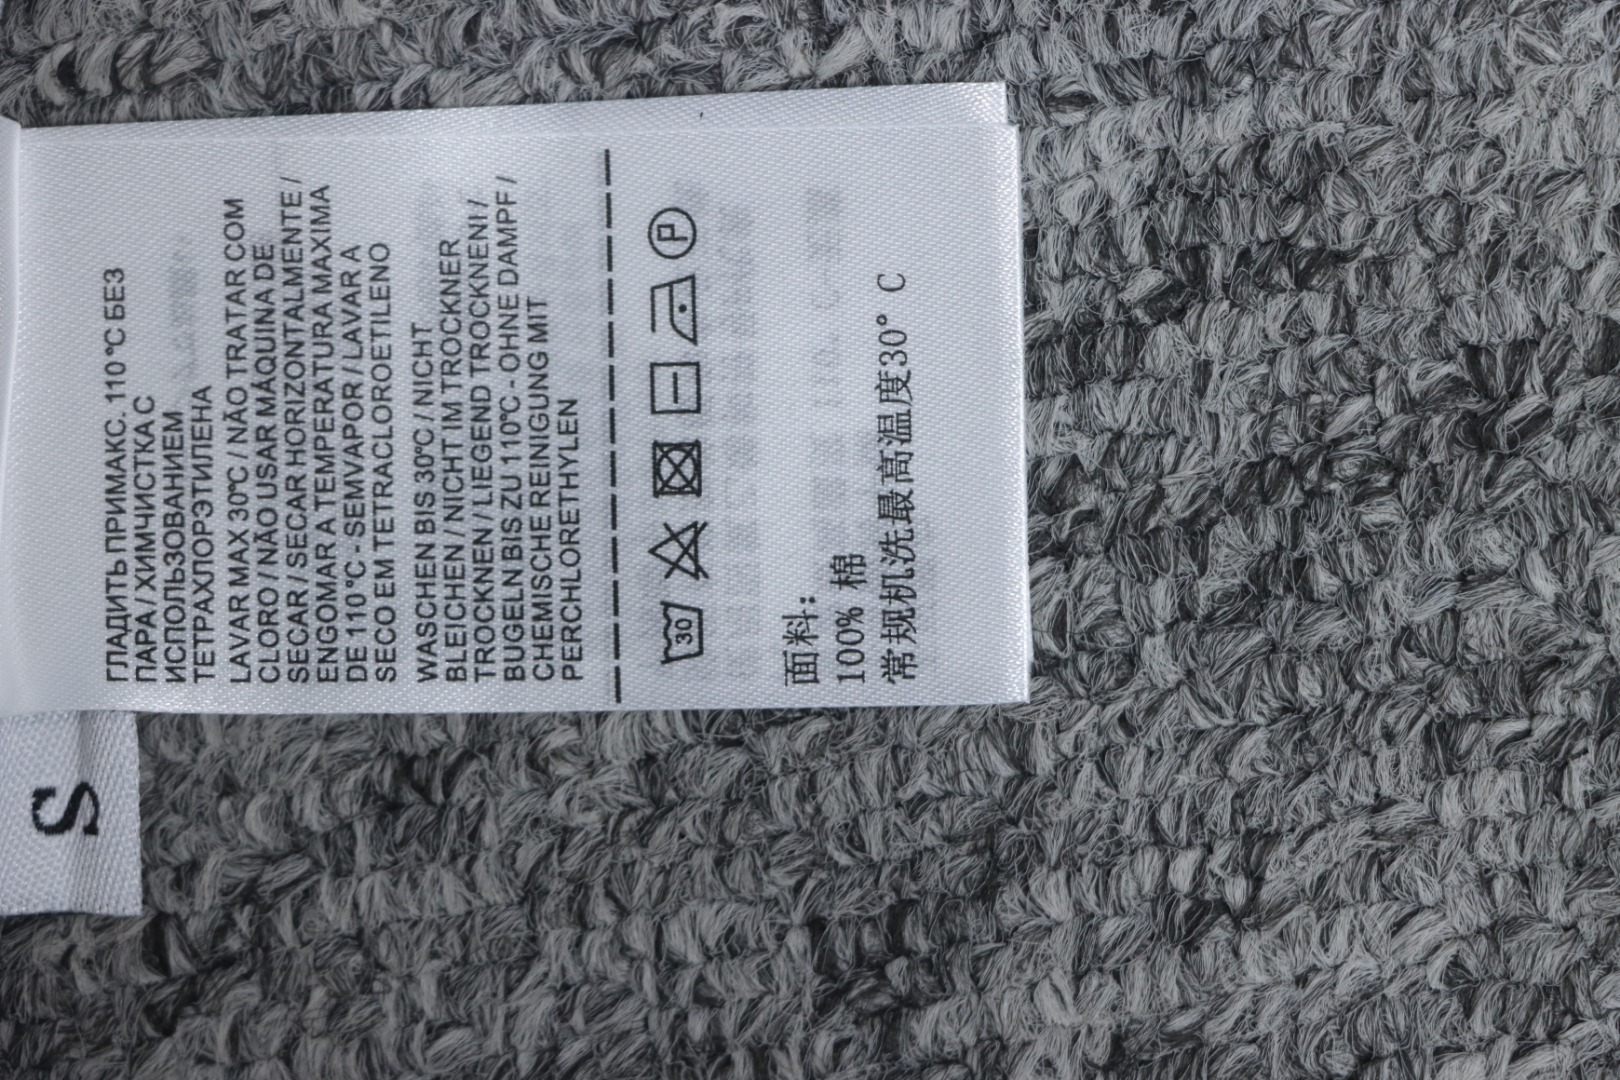 ГЛАДИТЬ ПРИМАКС. 110 °C БЕЗ
ПАРА / ХИМЧИСТКА С
ИСПОЛЬЗОВАНИЕМ
ТЕТРАХЛОРЭТИЛЕНА
LAVAR MAX 30°C / NÃO TRATAR COM
CLORO / NÃO USAR MÁQUINA DE
SECAR / SECAR HORIZONTALMENTE /
ENGOMAR A TEMPERATURA MAXIMA
DE 110 °C - SEMVAPOR / LAVAR A
SECO EM TETRACLOROETILENO
WASCHEN BIS 30°C / NICHT
BLEICHEN / NICHT IM TROCKNER
TROCKNEN / LIEGEND TROCKNENI /
BUGELN BIS ZU 110°C - OHNE DAMPF /
CHEMISCHE REINIGUNG MIT
PERCHLORETHYLEN
30 P
面料：
100% 棉
常规机洗最高温度30° C
S